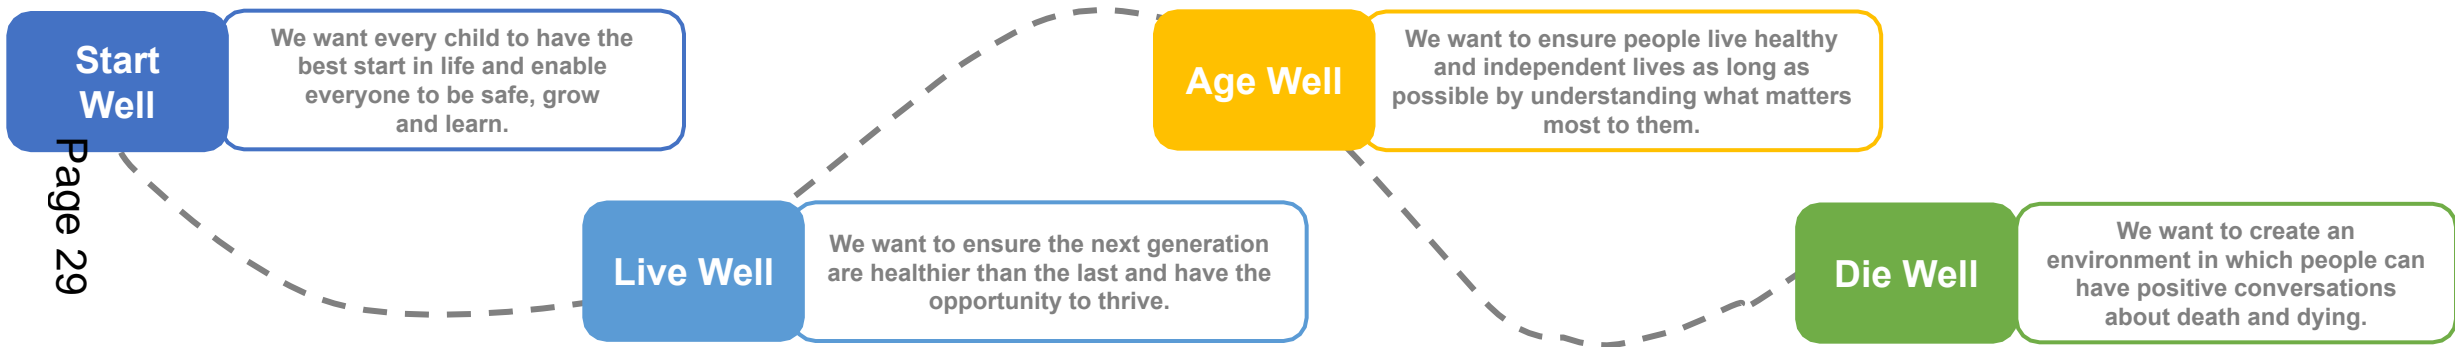 Start
Well
We want every child to have the
best start in life and enable
everyone to be safe, grow
and learn.
Page 29
Live Well
We want to ensure the next generation
are healthier than the last and have the
opportunity to thrive.
Age Well
We want to ensure people live healthy
and independent lives as long as
possible by understanding what matters
most to them.
Die Well
We want to create an
environment in which people can
have positive conversations
about death and dying.